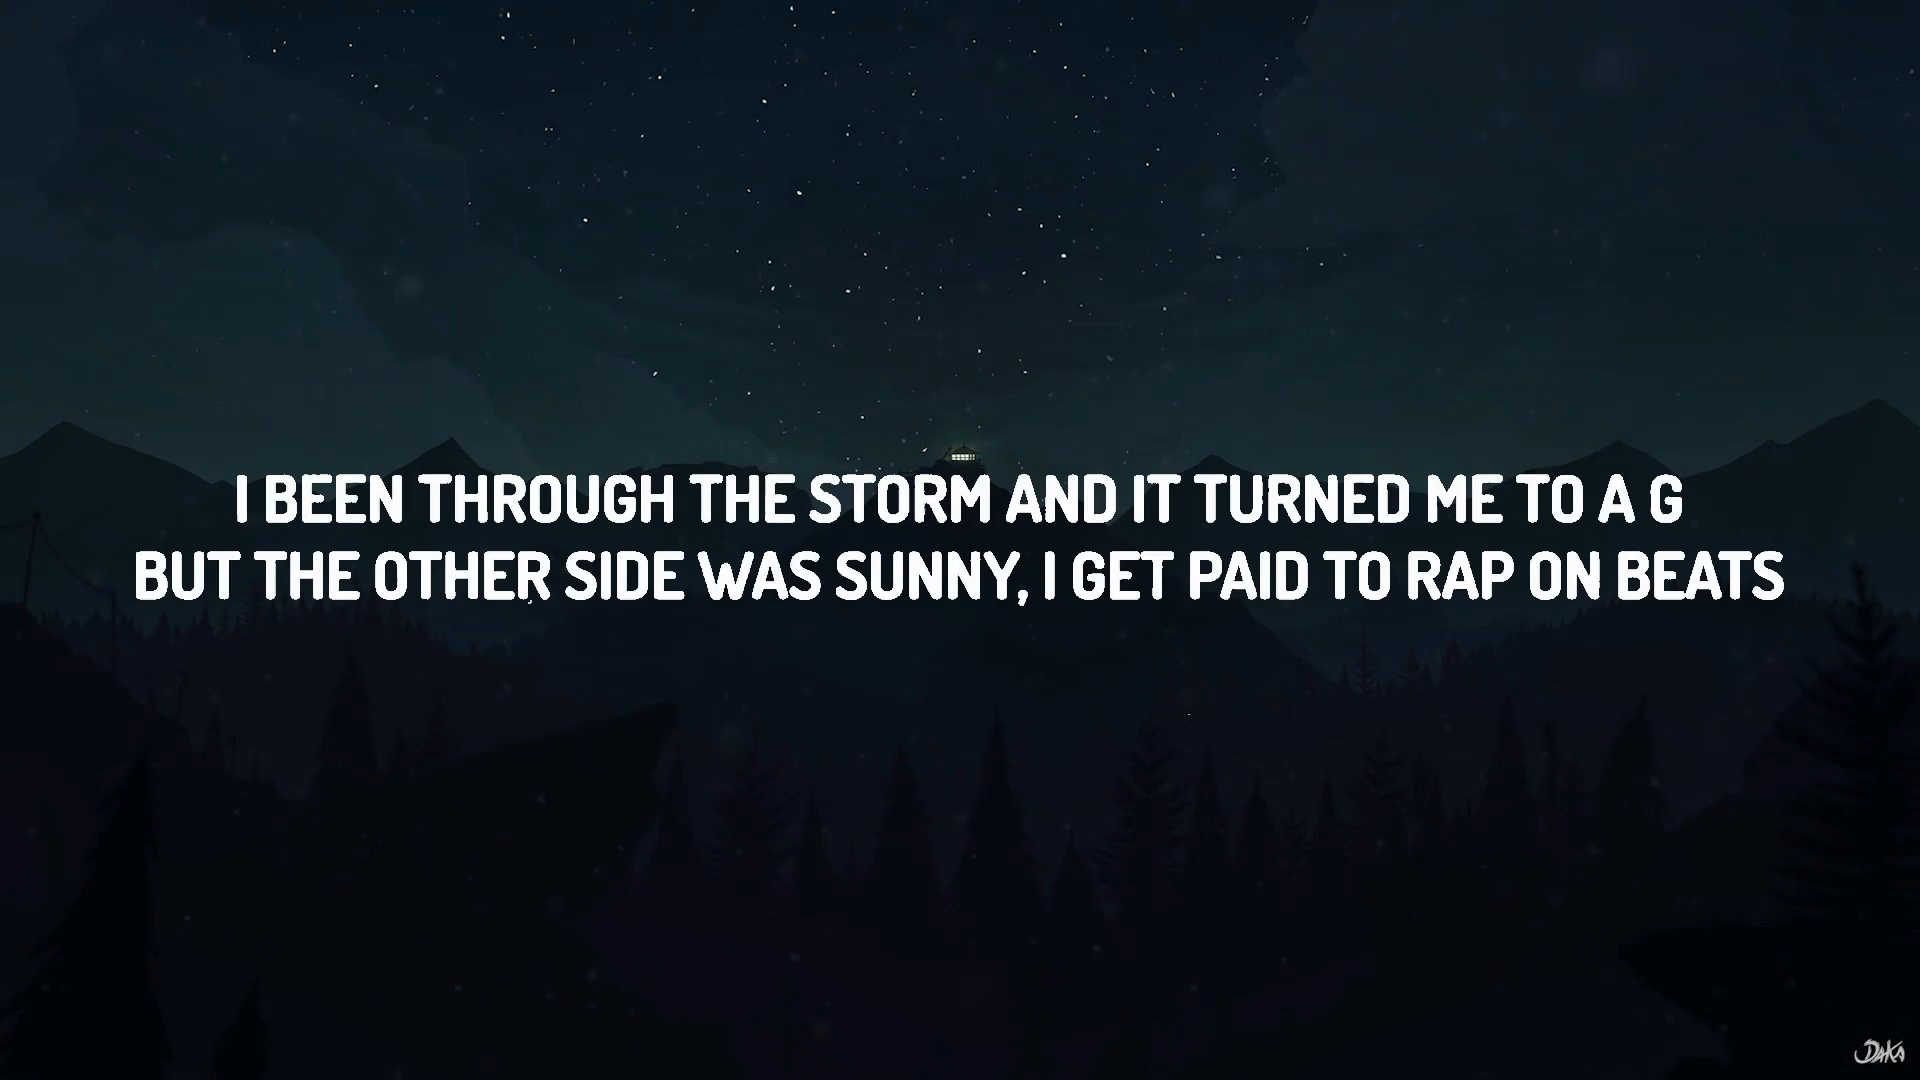 I BEEN THROUGH THE STORM AND IT TURNED ME TO A G
BUT THE OTHER SIDE WAS SUNNY, I GET PAID TO RAP ON BEATS
DAKA